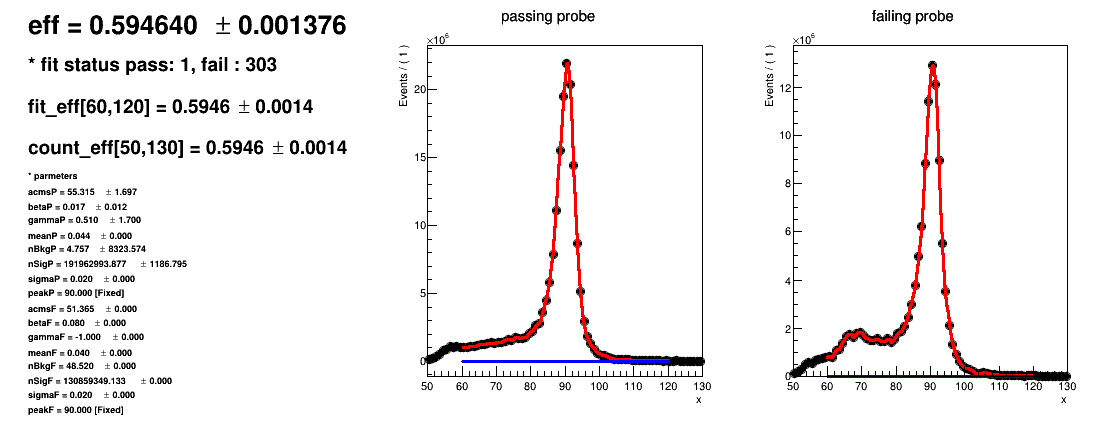 eff = 0.594640 ± 0.001376
* fit status pass: 1, fail : 303
fit_eff[60,120] = 0.5946 ± 0.0014
count_eff[50,130] = 0.5946 ± 0.0014
* parmeters
acmsP = 55.315 ± 1.697
betaP = 0.017 ± 0.012
gammaP = 0.510 ± 1.700
meanP = 0.044 ± 0.000
nBkgP = 4.757 ± 8323.574
nSigP = 191962993.877 ± 1186.795
sigmaP = 0.020 ± 0.000
peakP = 90.000 [Fixed]
acmsF = 51.365 ± 0.000
betaF = 0.080 ± 0.000
gammaF = -1.000 ± 0.000
meanF = 0.040 ± 0.000
nBkgF = 48.520 ± 0.000
nSigF = 130859349.133 ± 0.000
sigmaF = 0.020 ± 0.000
peakF = 90.000 [Fixed]
passing probe
×10⁶
Events / ( 1 )
20
15
10
5
0
50 60 70 80 90 100 110 120 130
x
failing probe
×10⁶
Events / ( 1 )
12
10
8
6
4
2
0
50 60 70 80 90 100 110 120 130
x